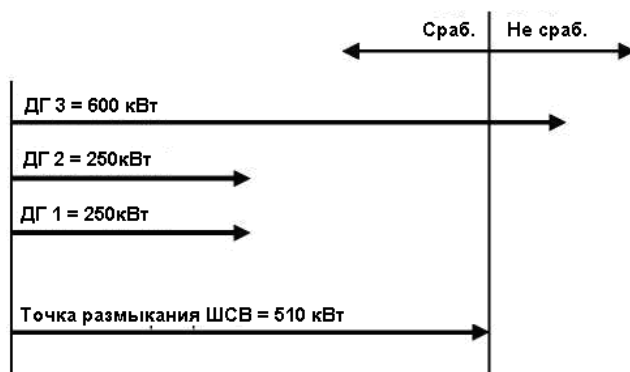 Сраб. Не сраб.
ДГ 3 = 600 кВт
ДГ 2 = 250кВт
ДГ 1 = 250кВт
Точка размыкания ШСВ = 510 кВт